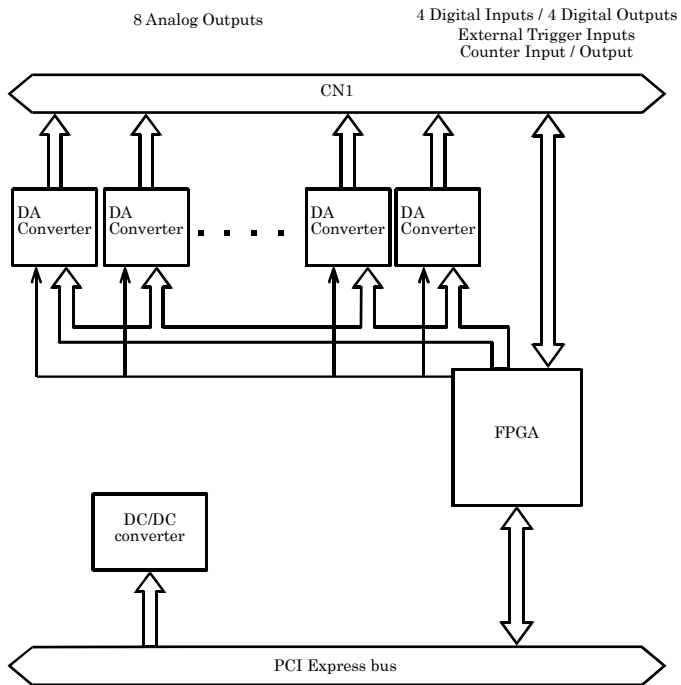 8 Analog Outputs
4 Digital Inputs / 4 Digital Outputs
External Trigger Inputs
Counter Input / Output
CN1
DA
Converter
DA
Converter
DA
Converter
DA
Converter
FPGA
DC/DC
converter
PCI Express bus